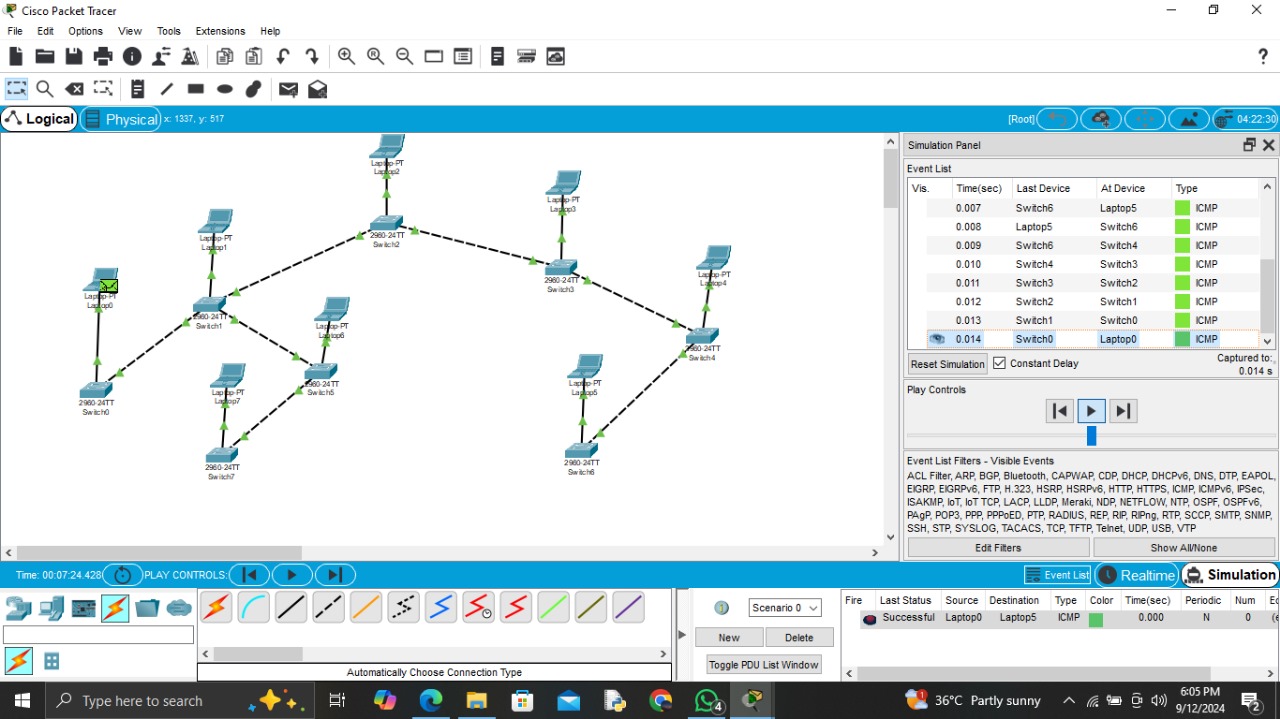 Cisco Packet Tracer
File Edit Options View Tools Extensions Help
?
Logical Physical x: 1337, y: 517 [Root] 04:22:30
Laptop-PT
Laptop2
2960-24TT
Switch2
Laptop-PT
Laptop3
2960-24TT
Switch3
Laptop-PT
Laptop1
2960-24TT
Switch1
Laptop-PT
Laptop4
2960-24TT
Switch4
Laptop-PT
Laptop0
2960-24TT
Switch0
Laptop-PT
Laptop6
2960-24TT
Switch5
Laptop-PT
Laptop7
2960-24TT
Switch7
Laptop-PT
Laptop5
2960-24TT
Switch6
Simulation Panel
Event List
Vis. Time(sec) Last Device At Device Type
0.007 Switch6 Laptop5 ICMP
0.008 Laptop5 Switch6 ICMP
0.009 Switch6 Switch4 ICMP
0.010 Switch4 Switch3 ICMP
0.011 Switch3 Switch2 ICMP
0.012 Switch2 Switch1 ICMP
0.013 Switch1 Switch0 ICMP
0.014 Switch0 Laptop0 ICMP
Reset Simulation Constant Delay Captured to:
0.014 s
Play Controls
Event List Filters - Visible Events
ACL Filter, ARP, BGP, Bluetooth, CAPWAP, CDP, DHCP, DHCPv6, DNS, DTP, EAPOL,
EIGRP, EIGRPv6, FTP, H.323, HSRP, HSRPv6, HTTP, HTTPS, ICMP, ICMPv6, IPSec,
ISAKMP, IoT, IoT TCP, LACP, LLDP, Meraki, NDP, NETFLOW, NTP, OSPF, OSPFv6,
PAgP, POP3, PPP, PPPoED, PTP, RADIUS, REP, RIP, RIPng, RTP, SCCP, SMTP, SNMP,
SSH, STP, SYSLOG, TACACS, TCP, TFTP, Telnet, UDP, USB, VTP
Edit Filters Show All/None
Time: 00:07:24.428 PLAY CONTROLS: Event List Realtime Simulation
Scenario 0
New Delete
Toggle PDU List Window
Fire Last Status Source Destination Type Color Time(sec) Periodic Num
Successful Laptop0 Laptop5 ICMP 0.000 N 0
Automatically Choose Connection Type
Type here to search
4
36°C Partly sunny
6:05 PM
9/12/2024
2